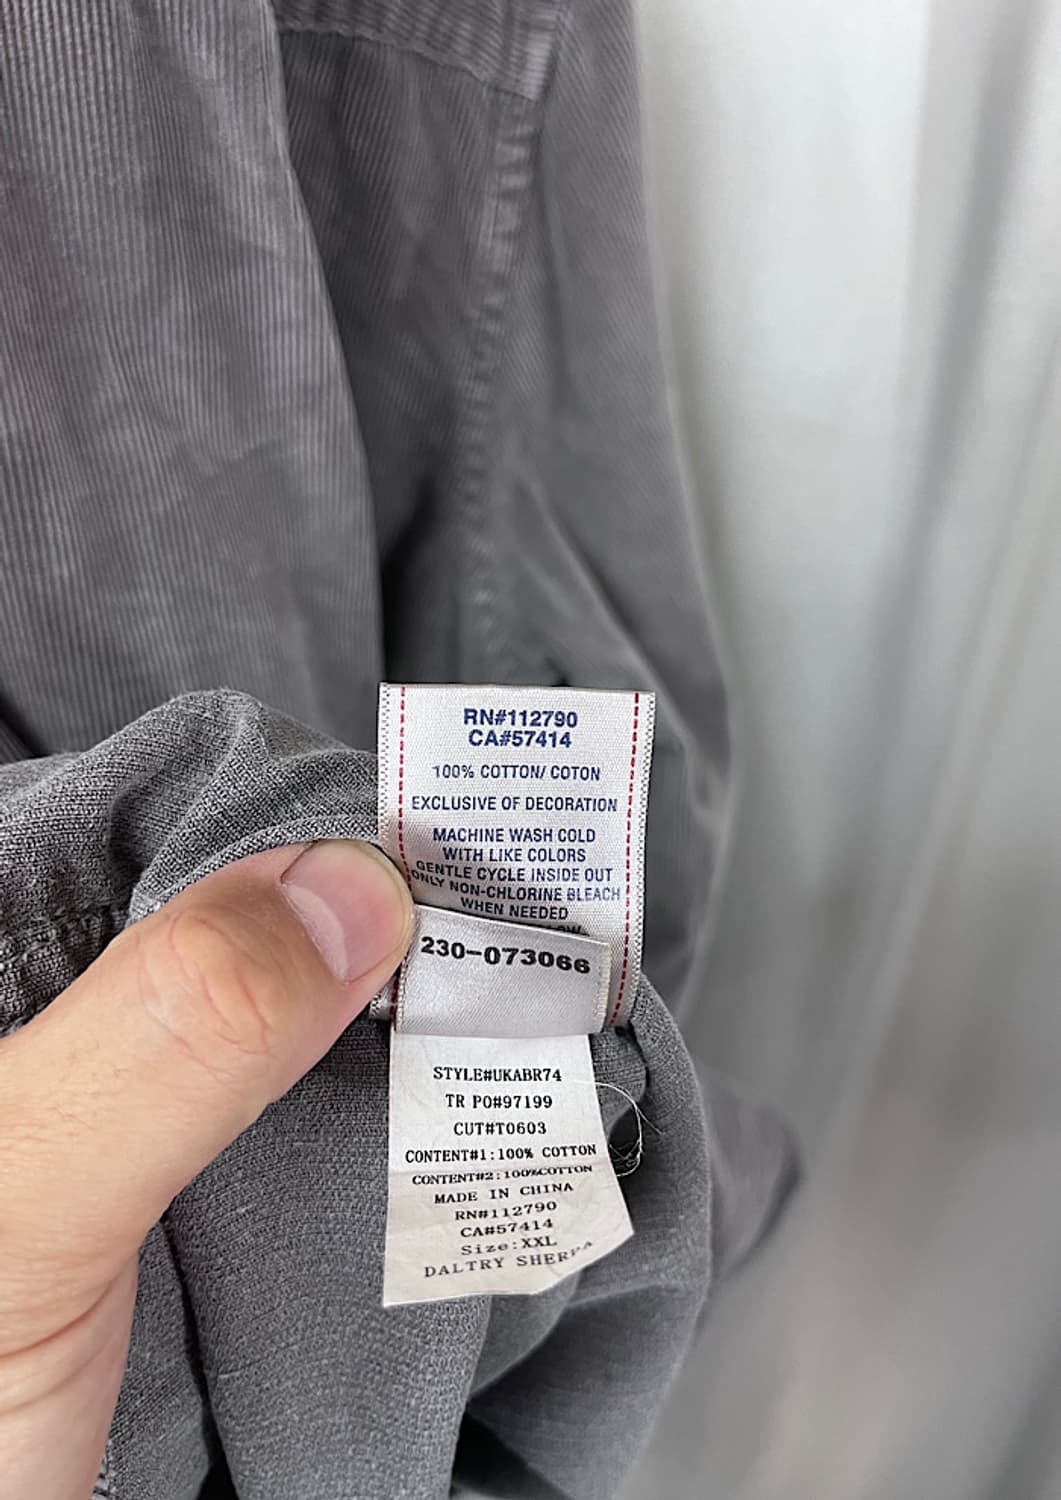 RN#112790
CA#57414
100% COTTON/ COTON
EXCLUSIVE OF DECORATION
MACHINE WASH COLD
WITH LIKE COLORS
GENTLE CYCLE INSIDE OUT
ONLY NON-CHLORINE BLEACH
WHEN NEEDED
230-073066
STYLE#UKABR74
TR PO#97199
CUT#T0603
CONTENT#1:100% COTTON
CONTENT#2:100%COTTON
MADE IN CHINA
RN#112790
CA#57414
Size:XXL
DALTRY SHERPA